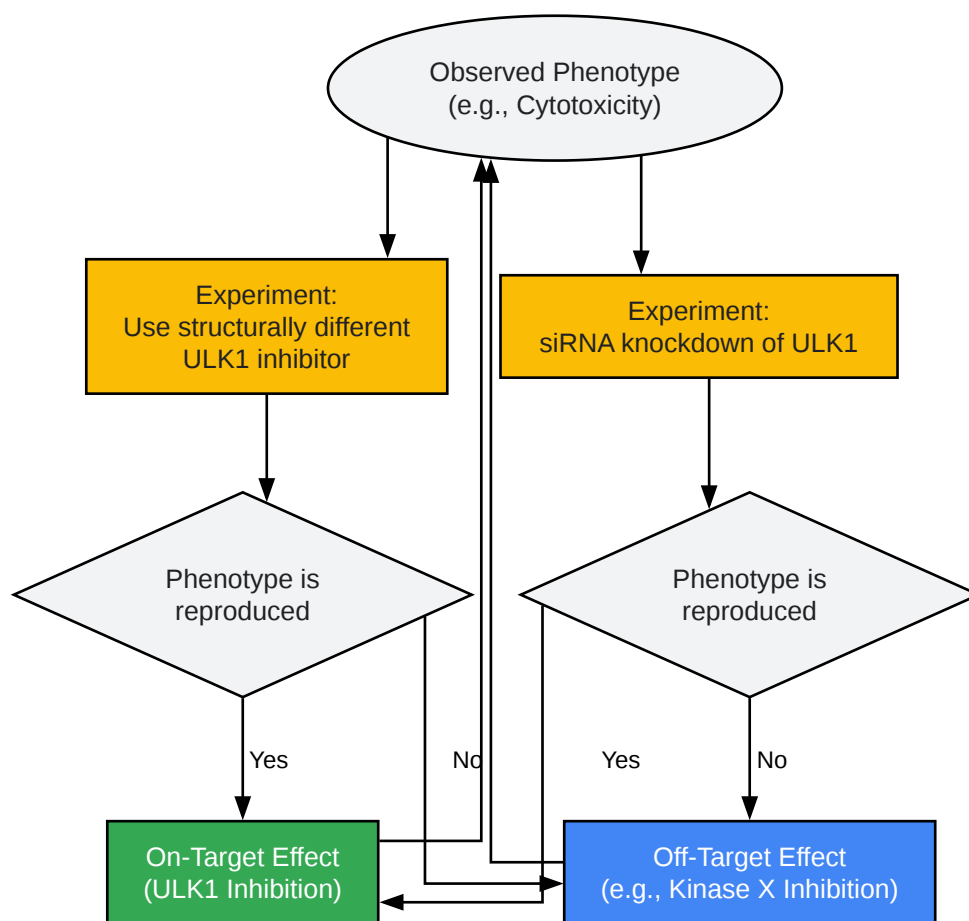 Observed Phenotype
(e.g., Cytotoxicity)
Experiment:
Use structurally different
ULK1 inhibitor
Experiment:
siRNA knockdown of ULK1
Phenotype is
reproduced
Phenotype is
reproduced
Yes
No
Yes
No
On-Target Effect
(ULK1 Inhibition)
Off-Target Effect
(e.g., Kinase X Inhibition)